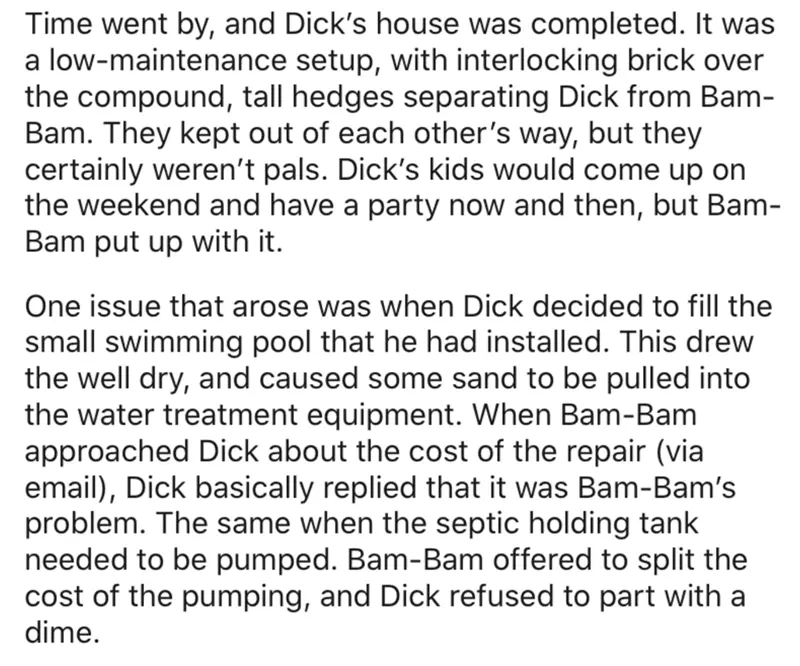 Time went by, and Dick’s house was completed. It was
a low-maintenance setup, with interlocking brick over
the compound, tall hedges separating Dick from Bam-
Bam. They kept out of each other’s way, but they
certainly weren’t pals. Dick’s kids would come up on
the weekend and have a party now and then, but Bam-
Bam put up with it.
One issue that arose was when Dick decided to fill the
small swimming pool that he had installed. This drew
the well dry, and caused some sand to be pulled into
the water treatment equipment. When Bam-Bam
approached Dick about the cost of the repair (via
email), Dick basically replied that it was Bam-Bam’s
problem. The same when the septic holding tank
needed to be pumped. Bam-Bam offered to split the
cost of the pumping, and Dick refused to part with a
dime.